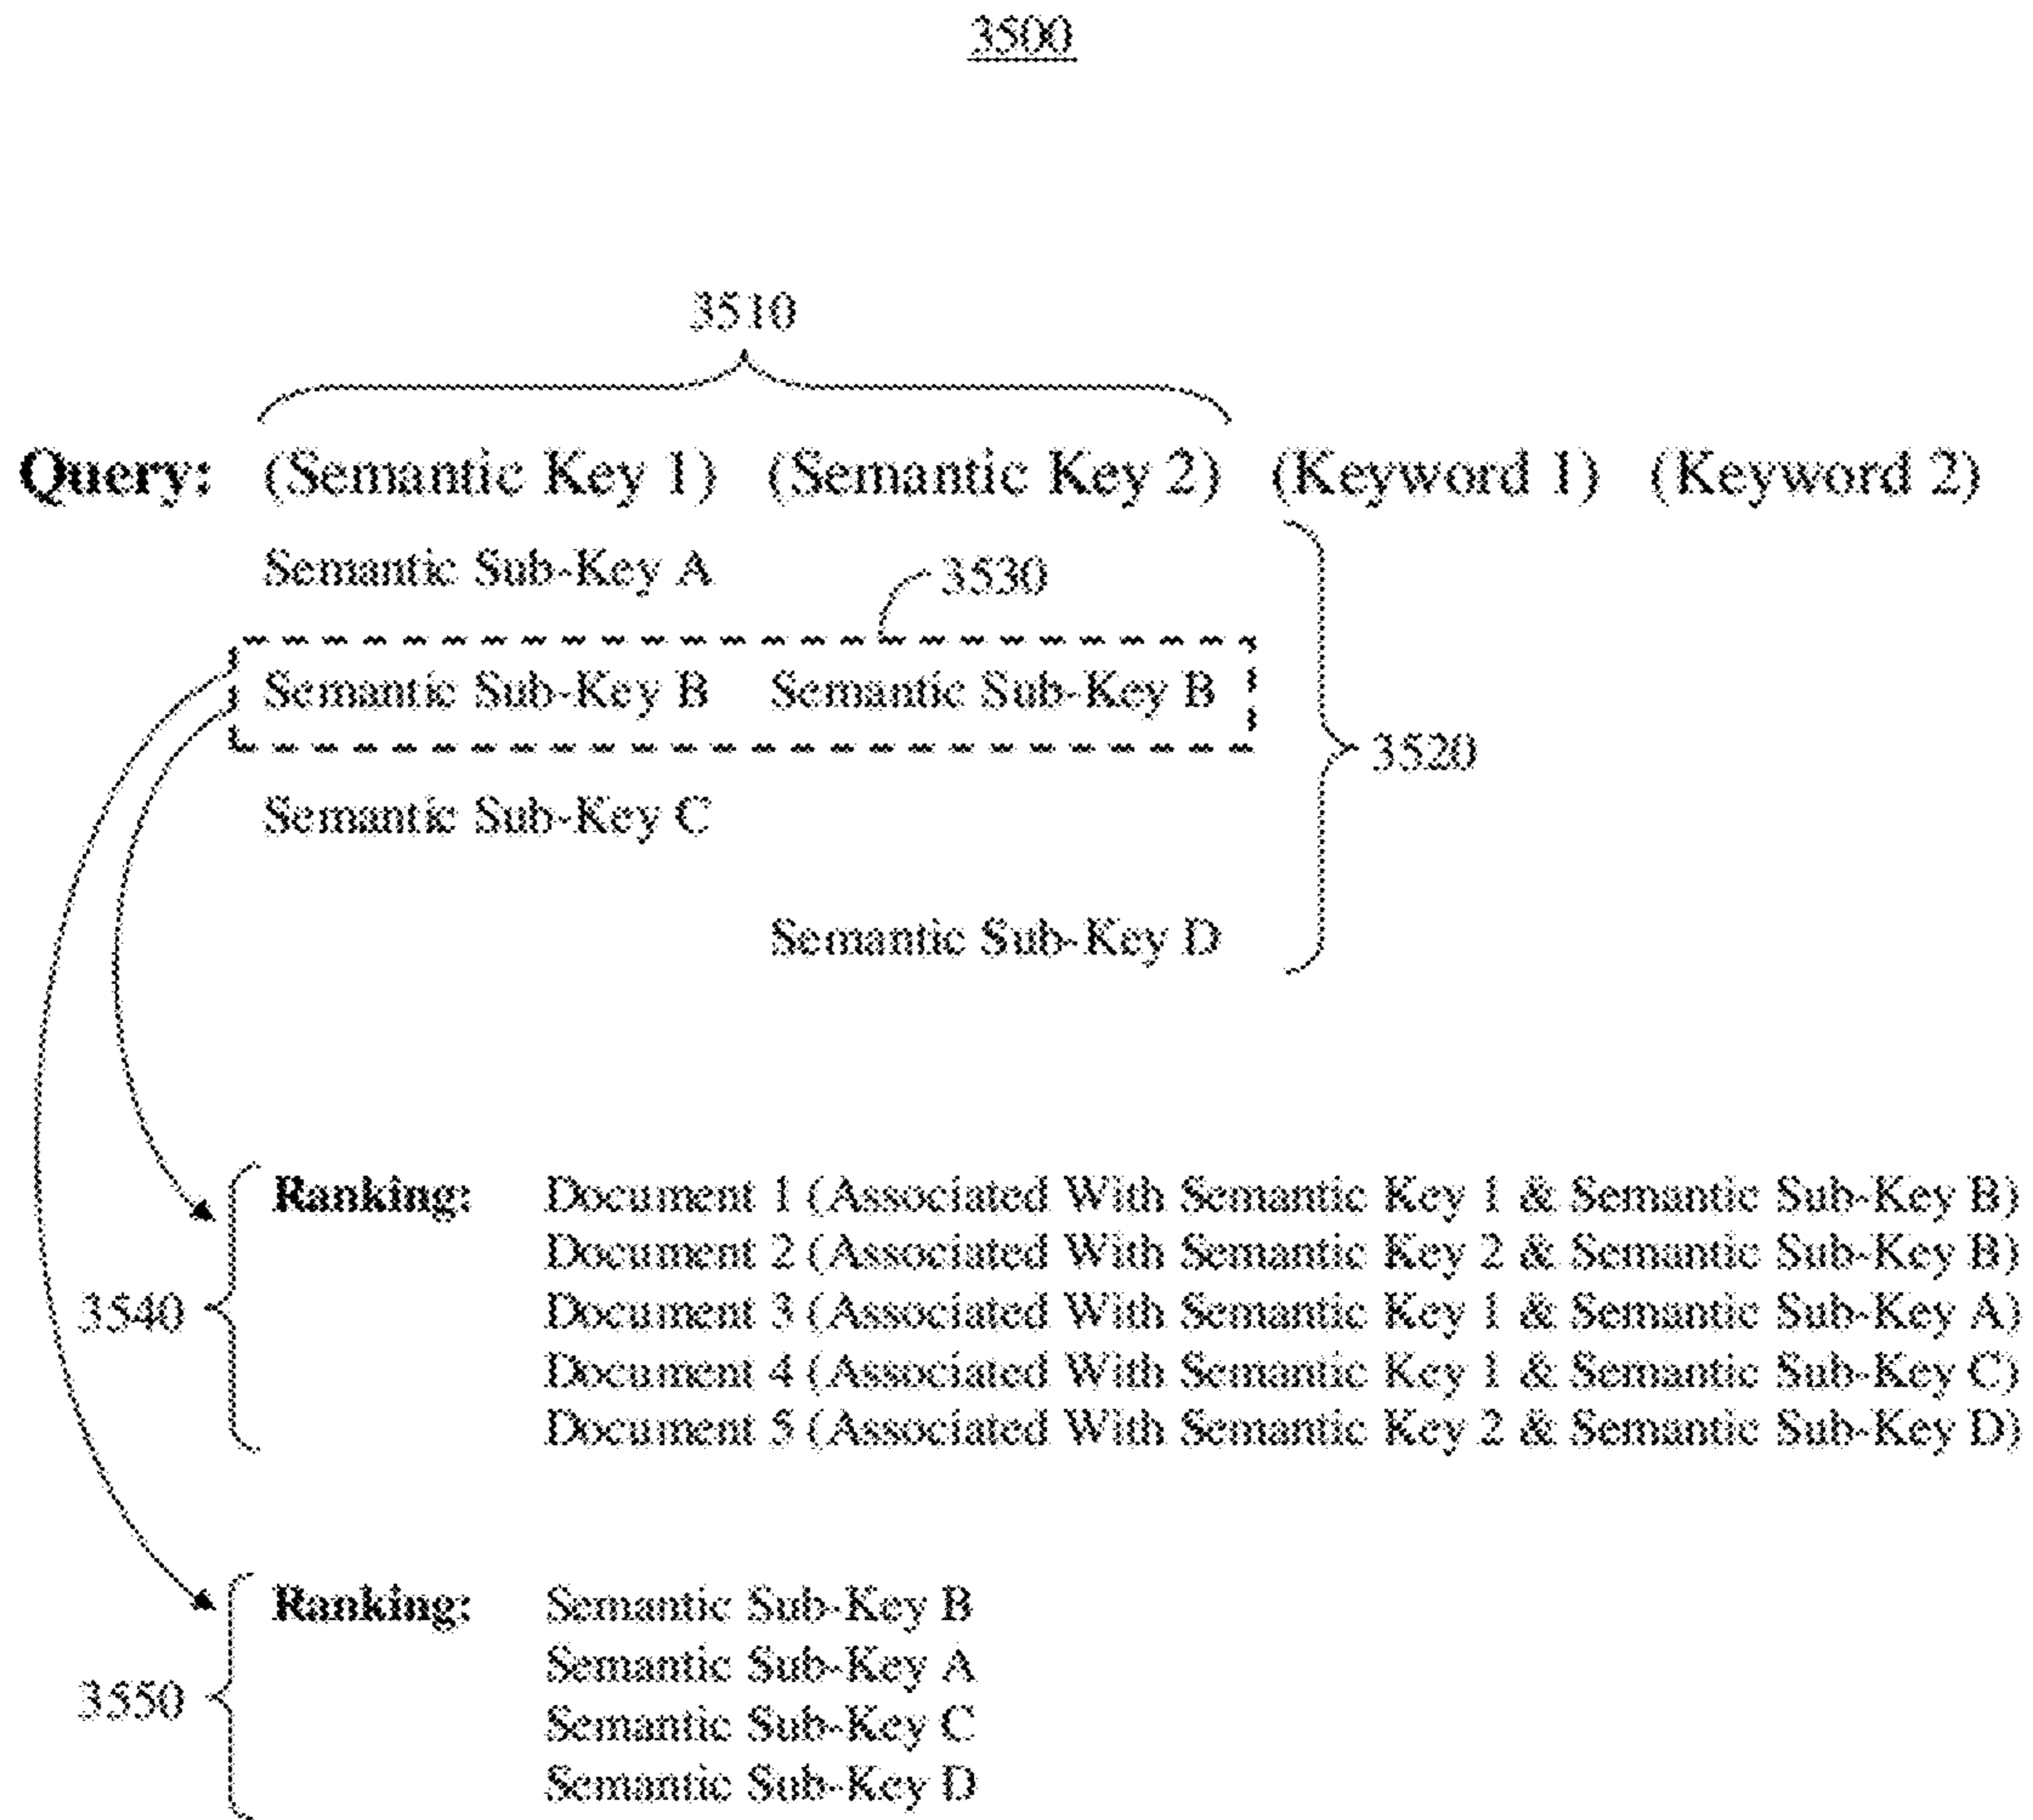 3500
3510
Query: (Semantic Key 1) (Semantic Key 2) (Keyword 1) (Keyword 2)
Semantic Sub-Key A
3530
Semantic Sub-Key B Semantic Sub-Key B
3520
Semantic Sub-Key C
Semantic Sub-Key D
Ranking: Document 1 (Associated With Semantic Key 1 & Semantic Sub-Key B)
Document 2 (Associated With Semantic Key 2 & Semantic Sub-Key B)
3540 Document 3 (Associated With Semantic Key 1 & Semantic Sub-Key A)
Document 4 (Associated With Semantic Key 1 & Semantic Sub-Key C)
Document 5 (Associated With Semantic Key 2 & Semantic Sub-Key D)
Ranking: Semantic Sub-Key B
Semantic Sub-Key A
3550 Semantic Sub-Key C
Semantic Sub-Key D